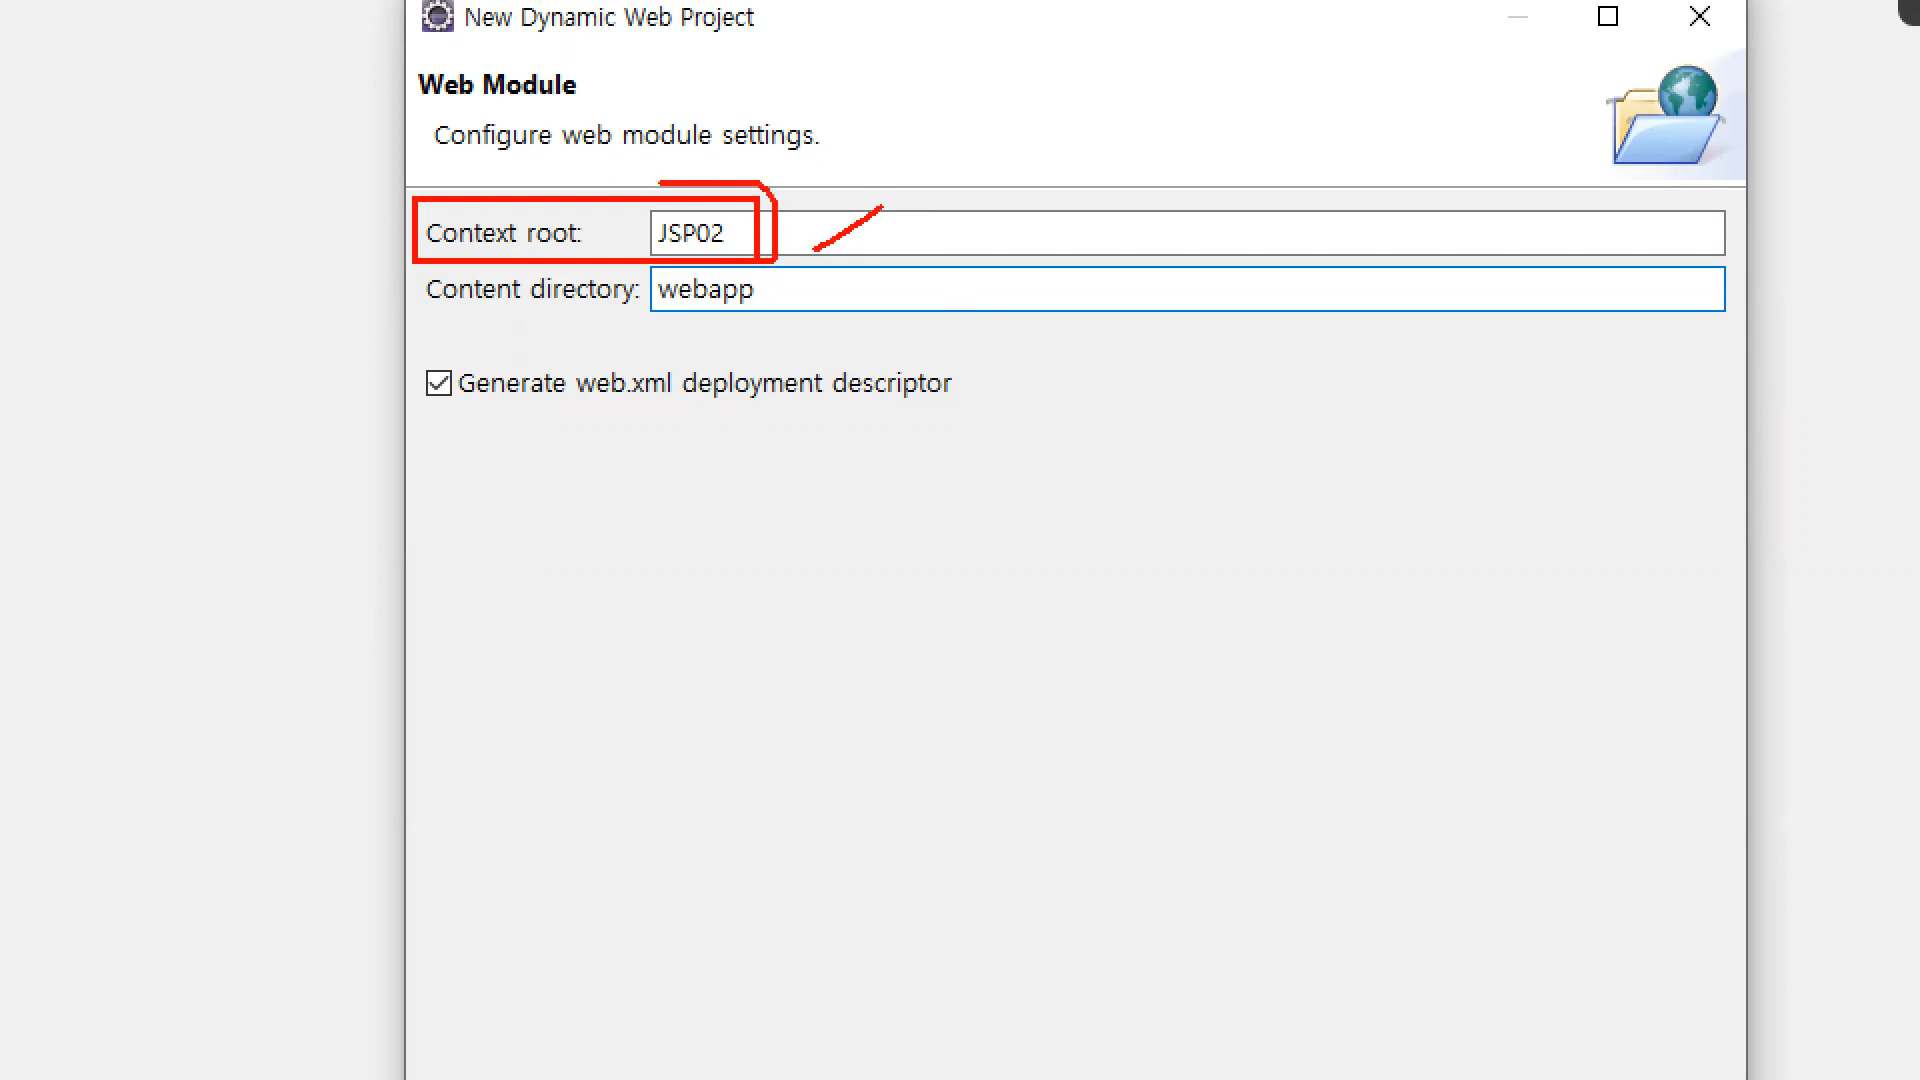 New Dynamic Web Project
Web Module
Configure web module settings.
Context root: JSP02
Content directory: webapp
Generate web.xml deployment descriptor